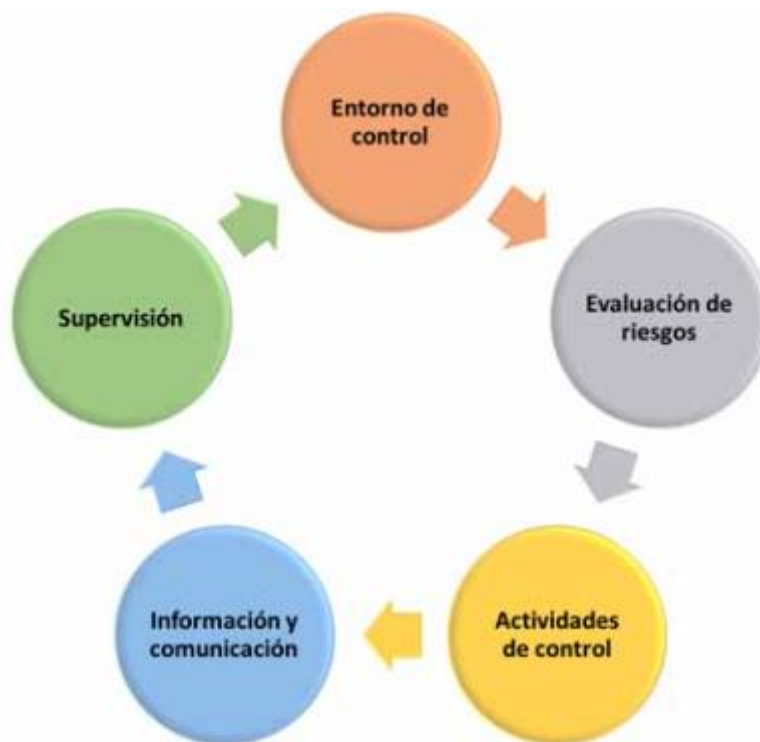 Entorno de
control
Evaluación de
riesgos
Actividades
de control
Información y
comunicación
Supervisión